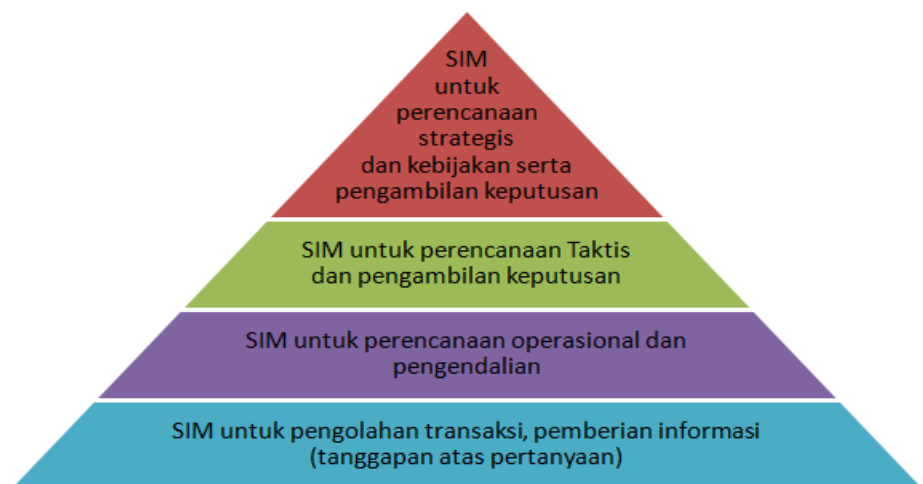 SIM
untuk
perencanaan
strategis
dan kebijakan serta
pengambilan keputusan
SIM untuk perencanaan Taktis
dan pengambilan keputusan
SIM untuk perencanaan operasional dan
pengendalian
SIM untuk pengolahan transaksi, pemberian informasi
(tanggapan atas pertanyaan)